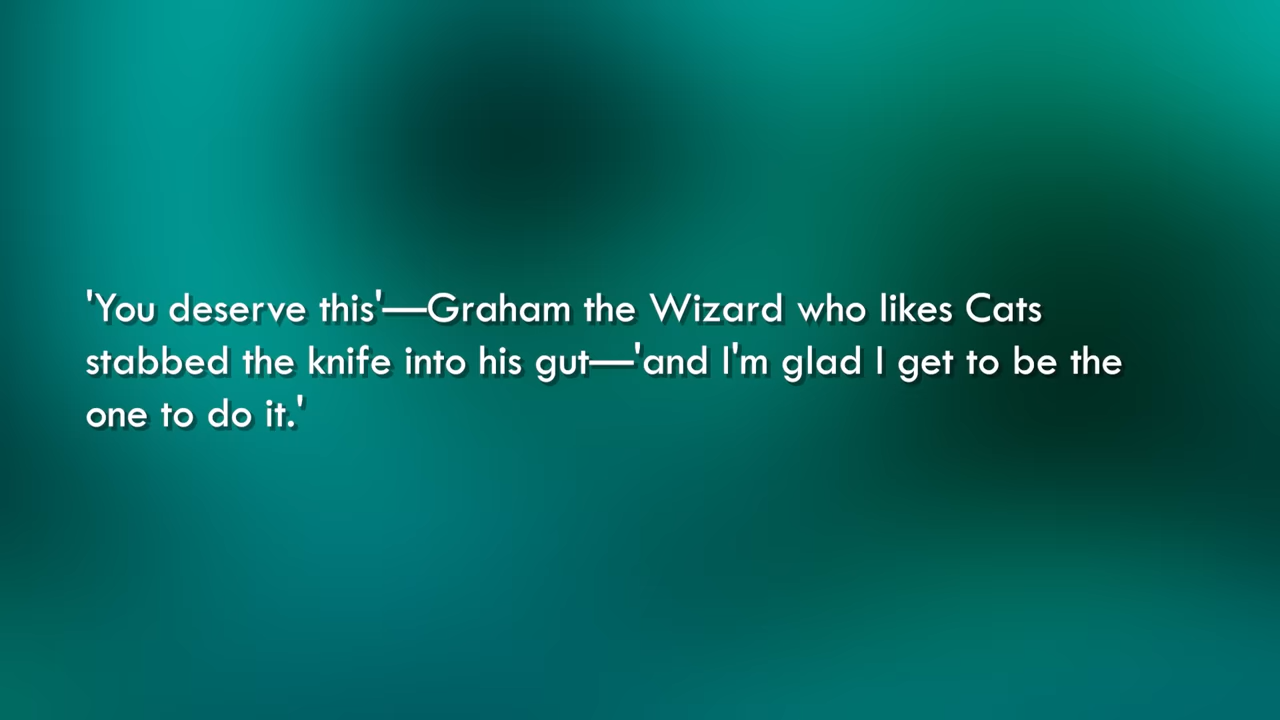 'You deserve this'—Graham the Wizard who likes Cats
stabbed the knife into his gut—'and I'm glad I get to be the
one to do it.'